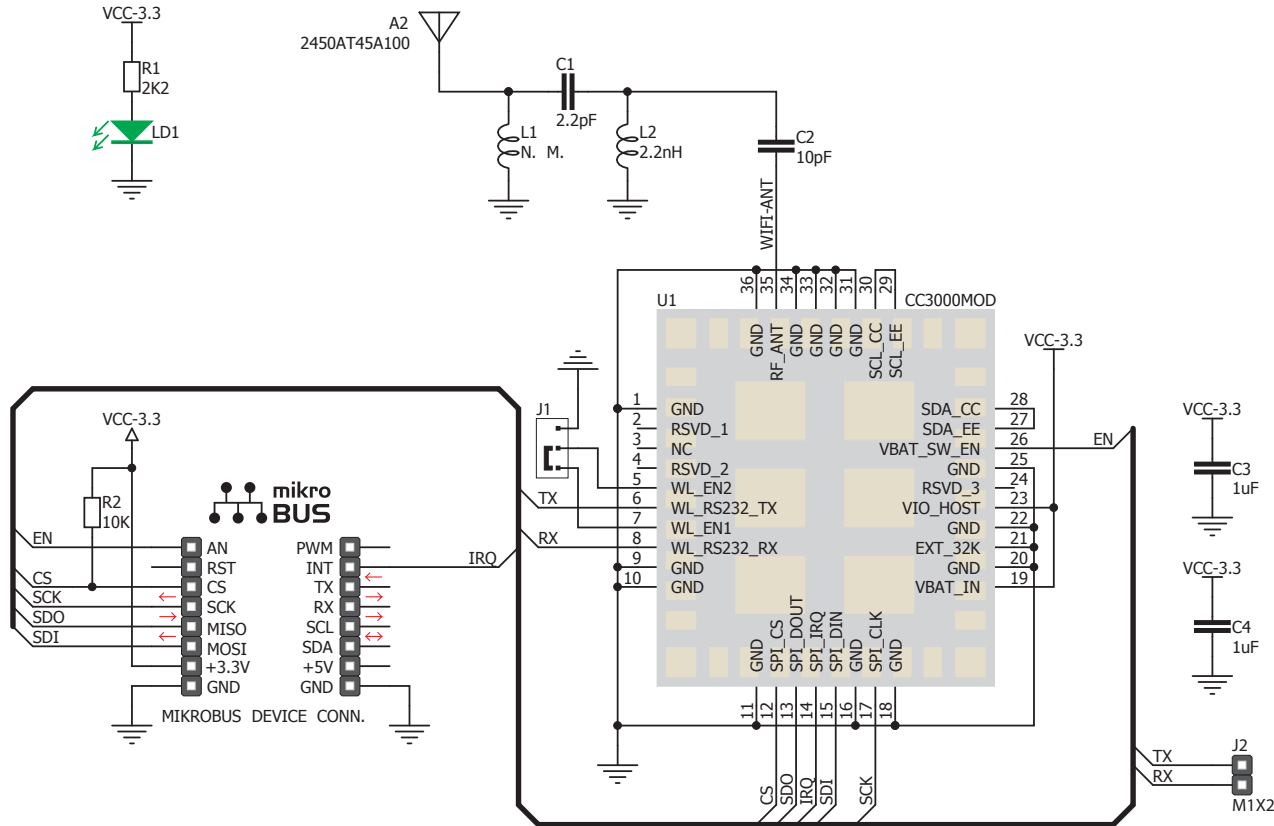 VCC-3.3
R1
2K2
LD1
A2
2450AT45A100
C1
2.2pF
L1
N. M.
L2
2.2nH
C2
10pF
WIFI-ANT
36
35
34
33
32
31
30
29
U1
CC3000MOD
GND
RF_ANT
GND
GND
GND
GND
SCL_CC
SCL_EE
VCC-3.3
J1
1 GND
2 RSVD_1
3 NC
4 RSVD_2
5 WL_EN2
TX 6 WL_RS232_TX
7 WL_EN1
RX 8 WL_RS232_RX
9 GND
10 GND
SDA_CC 28
SDA_EE 27
VBAT_SW_EN 26 EN
GND 25
RSVD_3 24
VIO_HOST 23
GND 22
EXT_32K 21
GND 20
VBAT_IN 19
GND
SPI_CS
SPI_DOUT
SPI_IRQ
SPI_DIN
GND
SPI_CLK
GND
11
12
13
14
15
16
17
18
CS
SDO
IRQ
SDI
SCK
VCC-3.3
R2
10K
mikro
BUS
EN AN PWM
RST INT IRQ
CS CS TX
SCK SCK RX
SDO MISO SCL
SDI MOSI SDA
+3.3V +5V
GND GND
MIKROBUS DEVICE CONN.
VCC-3.3
C3
1uF
VCC-3.3
C4
1uF
TX
RX
J2
M1X2